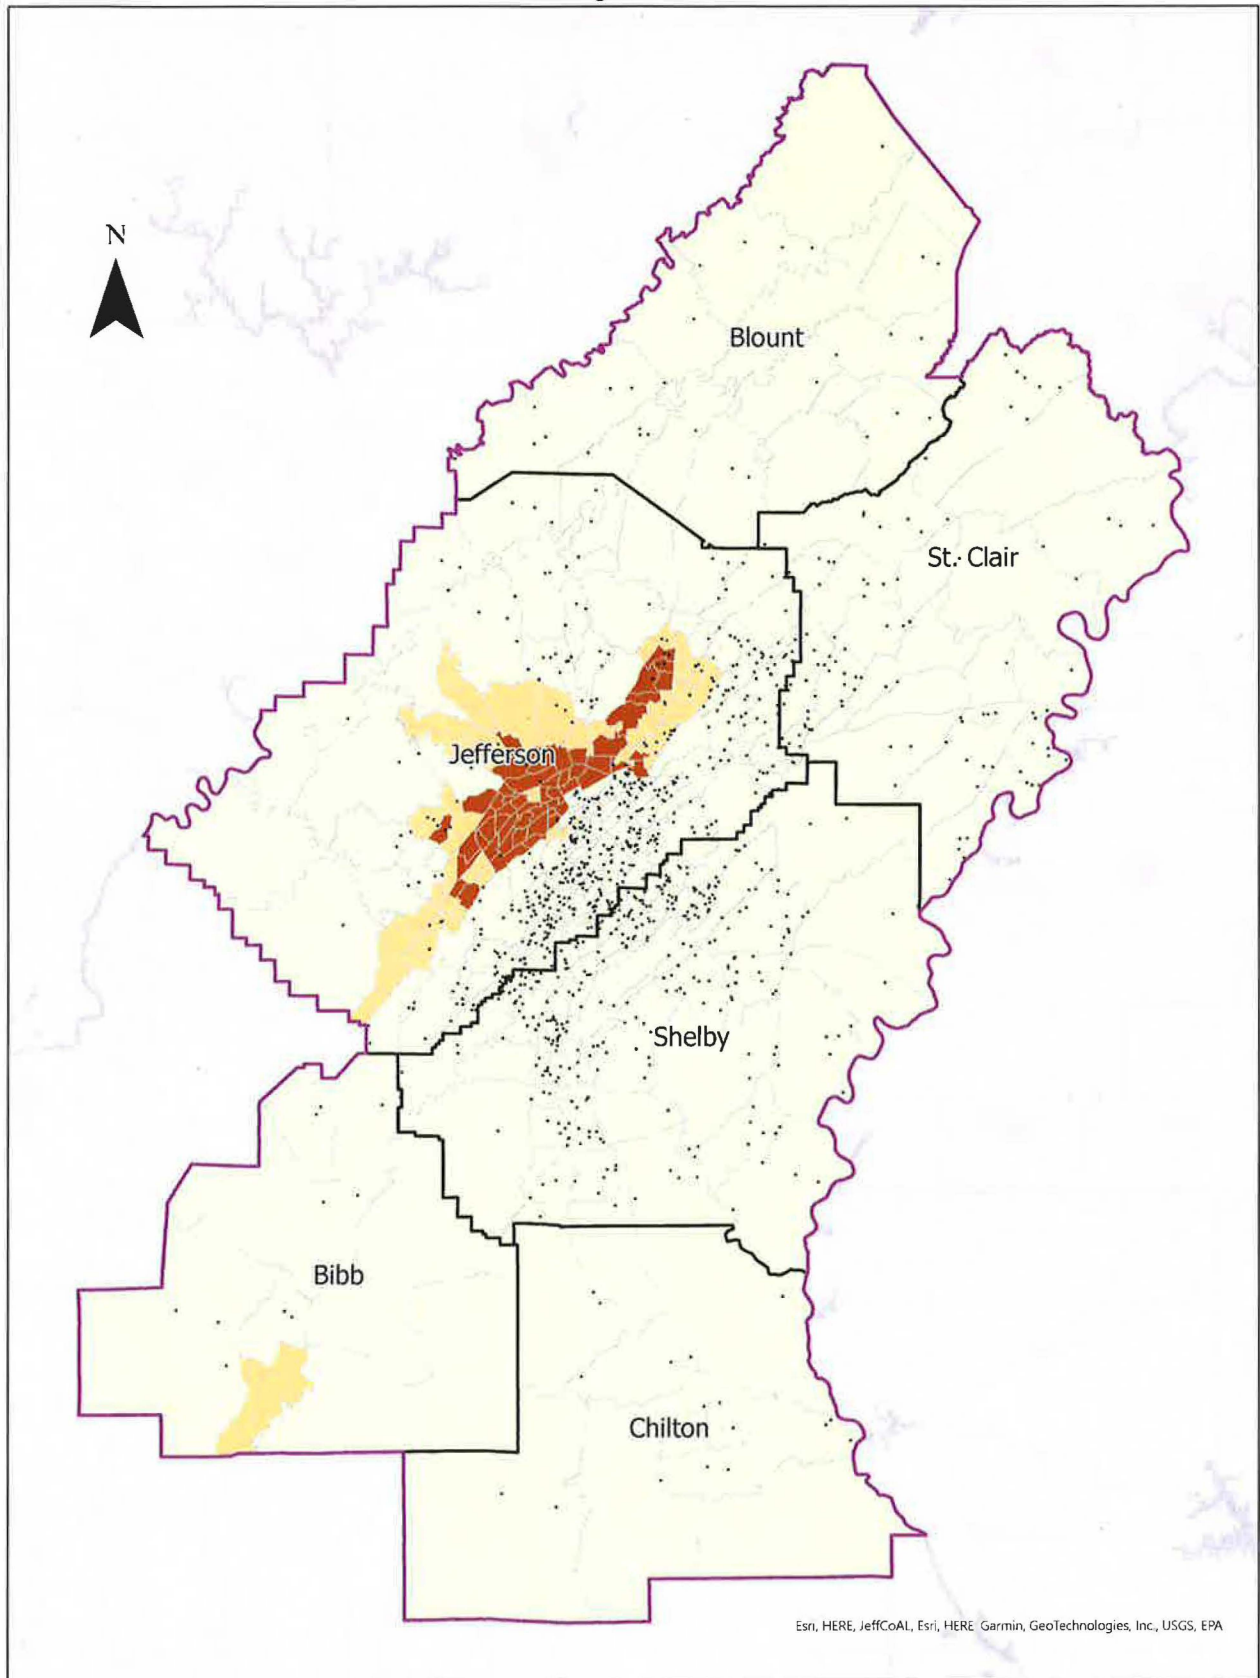 N
Blount
St. Clair
Jefferson
Shelby
Bibb
Chilton
Esri, HERE, JeffCoAL, Esri, HERE Garmin, GeoTechnologies, Inc., USGS, EPA